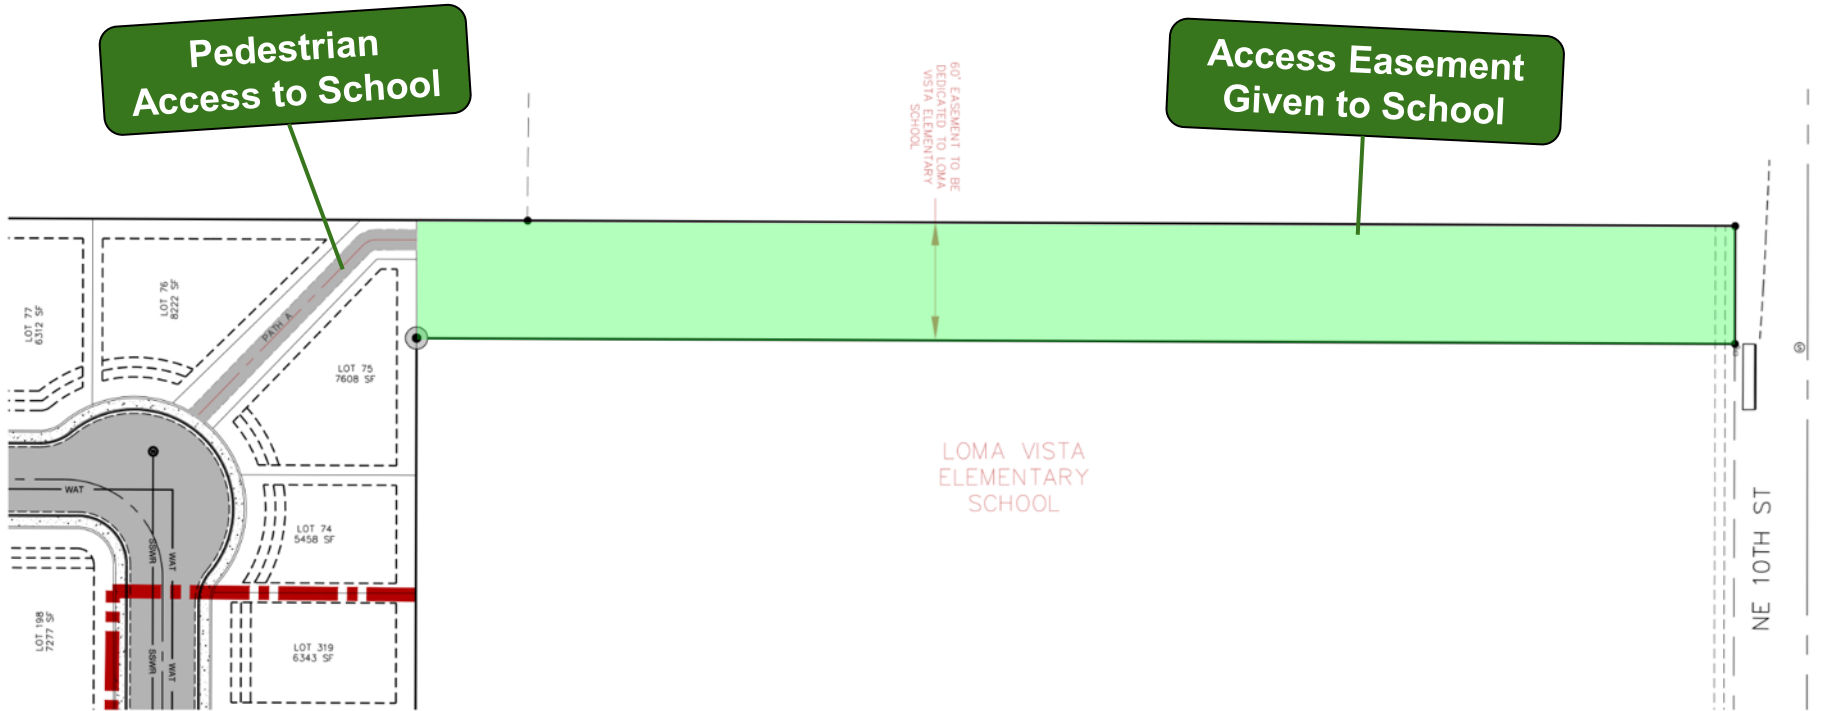 Pedestrian
Access to School
Access Easement
Given to School
60' EASEMENT TO BE
DEDICATED TO LOMA
VISTA ELEMENTARY
SCHOOL
LOT 77
6312 SF
LOT 76
8222 SF
PATH A
LOT 75
7608 SF
WAT
LOT 74
5458 SF
SSWR
WAT
LOT 198
7277 SF
LOT 319
6343 SF
SSWR
WAT
LOMA VISTA
ELEMENTARY
SCHOOL
NE 10TH ST